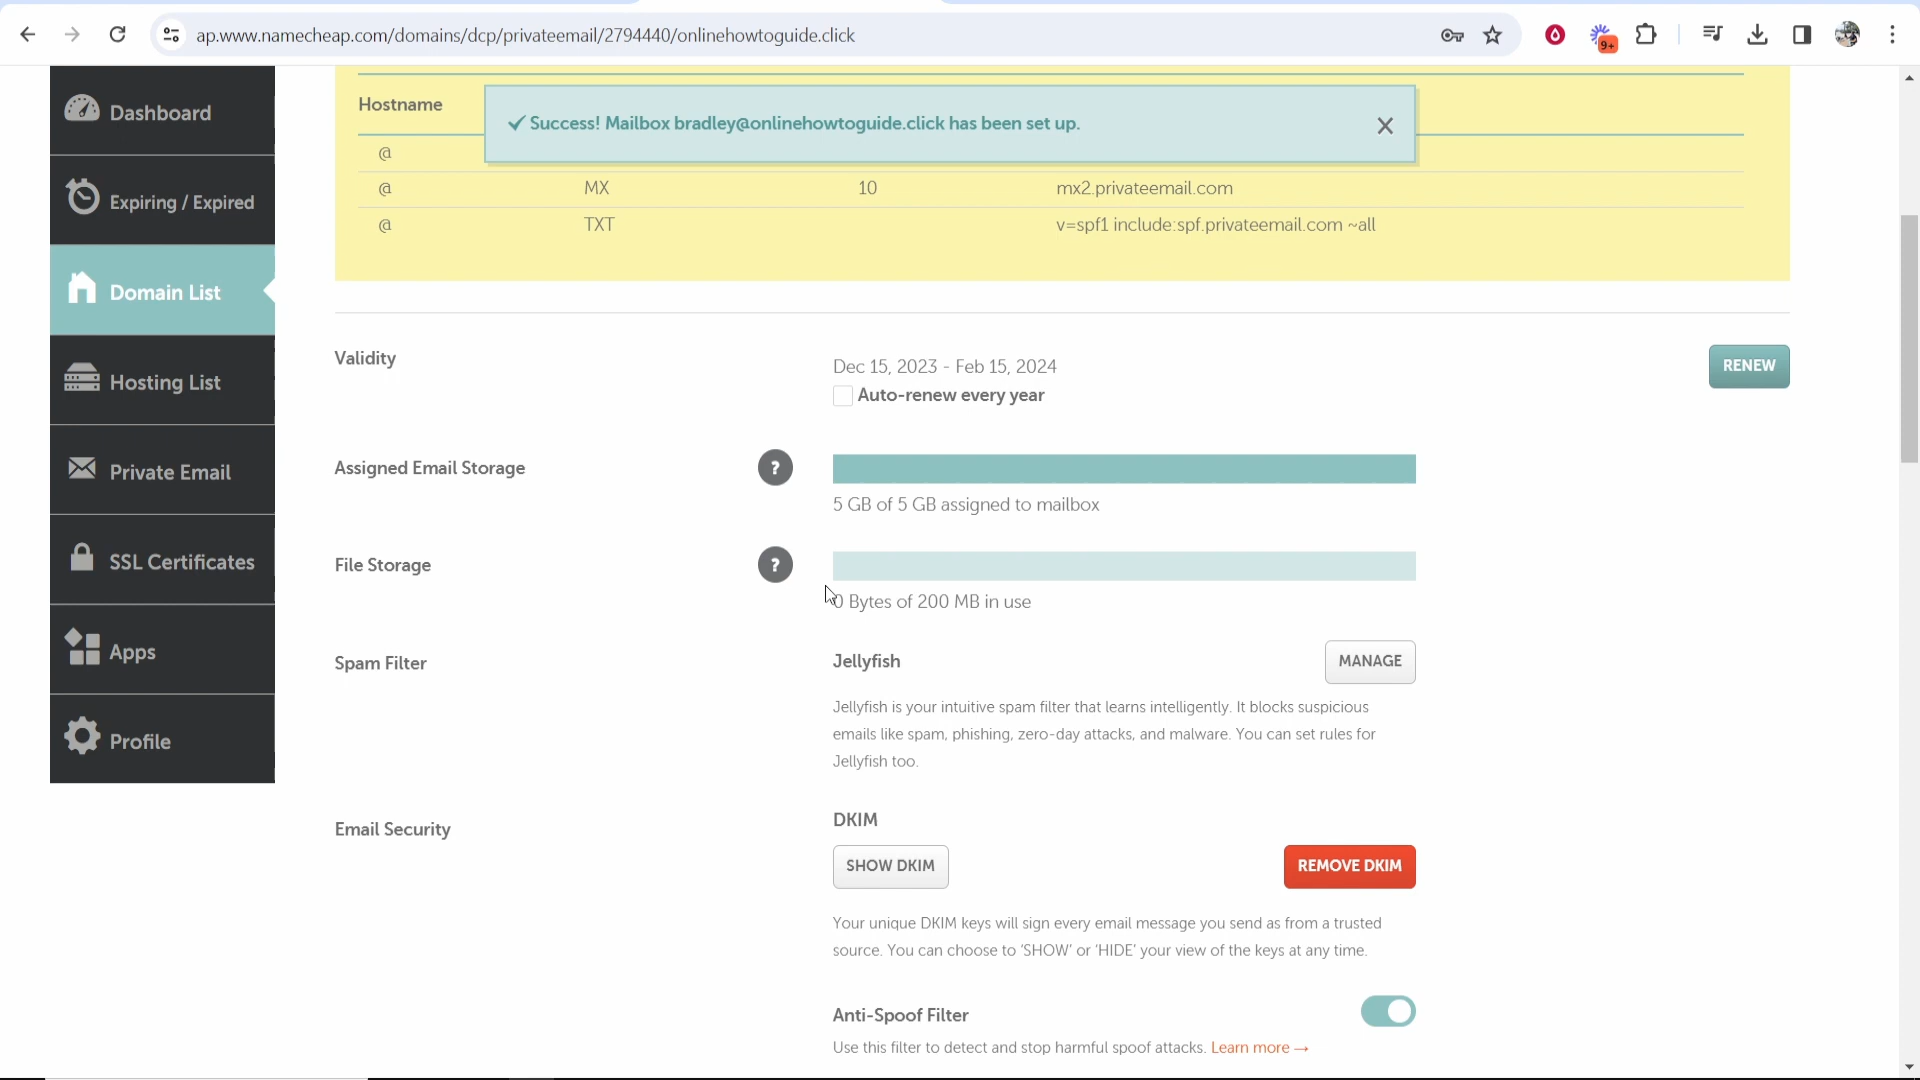 ap.www.namecheap.com/domains/dcp/privateemail/2794440/onlinehowtoguide.click
9+
Dashboard
Expiring / Expired
Domain List
Hosting List
Private Email
SSL Certificates
Apps
Profile
Hostname
✓ Success! Mailbox bradley@onlinehowtoguide.click has been set up.
@
@ MX 10 mx2.privateemail.com
@ TXT v=spf1 include:spf.privateemail.com ~all
Validity
Dec 15, 2023 - Feb 15, 2024
RENEW
Auto-renew every year
Assigned Email Storage ?
5 GB of 5 GB assigned to mailbox
File Storage ?
0 Bytes of 200 MB in use
Spam Filter
Jellyfish
MANAGE
Jellyfish is your intuitive spam filter that learns intelligently. It blocks suspicious
emails like spam, phishing, zero-day attacks, and malware. You can set rules for
Jellyfish too.
Email Security
DKIM
SHOW DKIM
REMOVE DKIM
Your unique DKIM keys will sign every email message you send as from a trusted
source. You can choose to ‘SHOW’ or ‘HIDE’ your view of the keys at any time.
Anti-Spoof Filter
Use this filter to detect and stop harmful spoof attacks. Learn more →